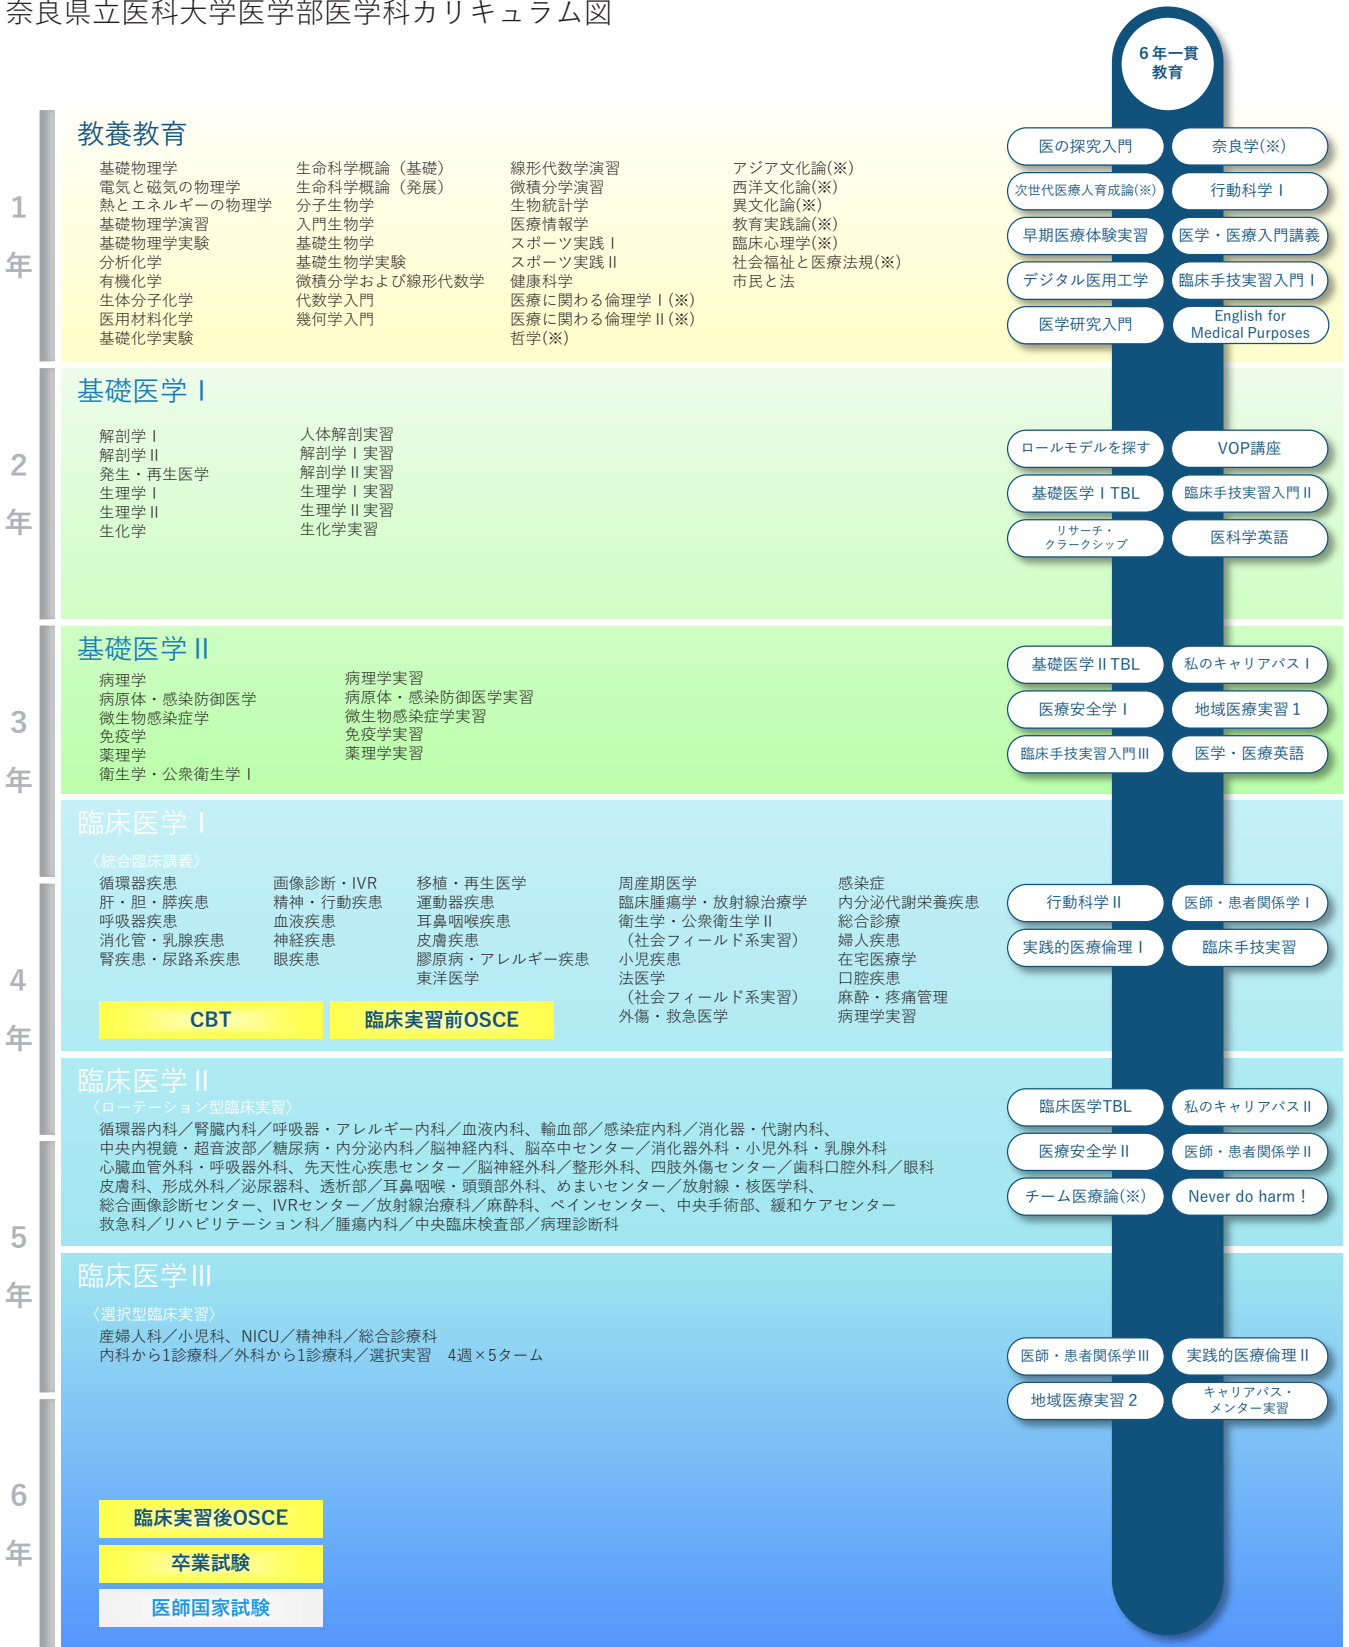 奈良県立医科大学医学部医学科カリキュラム図
6年一貫
教育
1
年
教養教育
基礎物理学
電気と磁気の物理学
熱とエネルギーの物理学
基礎物理学演習
基礎物理学実験
分析化学
有機化学
生体分子化学
医用材料化学
基礎化学実験
生命科学概論（基礎）
生命科学概論（発展）
分子生物学
入門生物学
基礎生物学
基礎生物学実験
微積分学および線形代数学
代数学入門
幾何学入門
線形代数学演習
微積分学演習
生物統計学
医療情報学
スポーツ実践Ⅰ
スポーツ実践Ⅱ
健康科学
医療に関わる倫理学Ⅰ(※)
医療に関わる倫理学Ⅱ(※)
哲学(※)
アジア文化論(※)
西洋文化論(※)
異文化論(※)
教育実践論(※)
臨床心理学(※)
社会福祉と医療法規(※)
市民と法
医の探究入門
奈良学(※)
次世代医療人育成論(※)
行動科学Ⅰ
早期医療体験実習
医学・医療入門講義
デジタル医用工学
臨床手技実習入門Ⅰ
医学研究入門
English for
Medical Purposes
2
年
基礎医学Ⅰ
解剖学Ⅰ
解剖学Ⅱ
発生・再生医学
生理学Ⅰ
生理学Ⅱ
生化学
人体解剖実習
解剖学Ⅰ実習
解剖学Ⅱ実習
生理学Ⅰ実習
生理学Ⅱ実習
生化学実習
ロールモデルを探す
VOP講座
基礎医学ⅠTBL
臨床手技実習入門Ⅱ
リサーチ・
クラークシップ
医科学英語
3
年
基礎医学Ⅱ
病理学
病原体・感染防御医学
微生物感染症学
免疫学
薬理学
衛生学・公衆衛生学Ⅰ
病理学実習
病原体・感染防御医学実習
微生物感染症学実習
免疫学実習
薬理学実習
基礎医学ⅡTBL
私のキャリアパスⅠ
医療安全学Ⅰ
地域医療実習1
臨床手技実習入門Ⅲ
医学・医療英語
臨床医学Ⅰ
〈統合臨床講義〉
循環器疾患
肝・胆・膵疾患
呼吸器疾患
消化管・乳腺疾患
腎疾患・尿路系疾患
画像診断・IVR
精神・行動疾患
血液疾患
神経疾患
眼疾患
移植・再生医学
運動器疾患
耳鼻咽喉疾患
皮膚疾患
膠原病・アレルギー疾患
東洋医学
周産期医学
臨床腫瘍学・放射線治療学
衛生学・公衆衛生学Ⅱ
（社会フィールド系実習）
小児疾患
法医学
（社会フィールド系実習）
外傷・救急医学
感染症
内分泌代謝栄養疾患
総合診療
婦人疾患
在宅医療学
口腔疾患
麻酔・疼痛管理
病理学実習
CBT
臨床実習前OSCE
4
年
行動科学Ⅱ
医師・患者関係学Ⅰ
実践的医療倫理Ⅰ
臨床手技実習
臨床医学Ⅱ
〈ローテーション型臨床実習〉
循環器内科／腎臓内科／呼吸器・アレルギー内科／血液内科、輸血部／感染症内科／消化器・代謝内科、
中央内視鏡・超音波部／糖尿病・内分泌内科／脳神経内科、脳卒中センター／消化器外科・小児外科・乳腺外科
心臓血管外科・呼吸器外科、先天性心疾患センター／脳神経外科／整形外科、四肢外傷センター／歯科口腔外科／眼科
皮膚科、形成外科／泌尿器科、透析部／耳鼻咽喉・頭頸部外科、めまいセンター／放射線・核医学科、
総合画像診断センター、IVRセンター／放射線治療科／麻酔科、ペインセンター、中央手術部、緩和ケアセンター
救急科／リハビリテーション科／腫瘍内科／中央臨床検査部／病理診断科
臨床医学TBL
私のキャリアパスⅡ
医療安全学Ⅱ
医師・患者関係学Ⅱ
チーム医療論(※)
Never do harm！
5
年
臨床医学Ⅲ
〈選択型臨床実習〉
産婦人科／小児科、NICU／精神科／総合診療科
内科から1診療科／外科から1診療科／選択実習　4週×5ターム
医師・患者関係学Ⅲ
実践的医療倫理Ⅱ
地域医療実習2
キャリアパス・
メンター実習
6
年
臨床実習後OSCE
卒業試験
医師国家試験